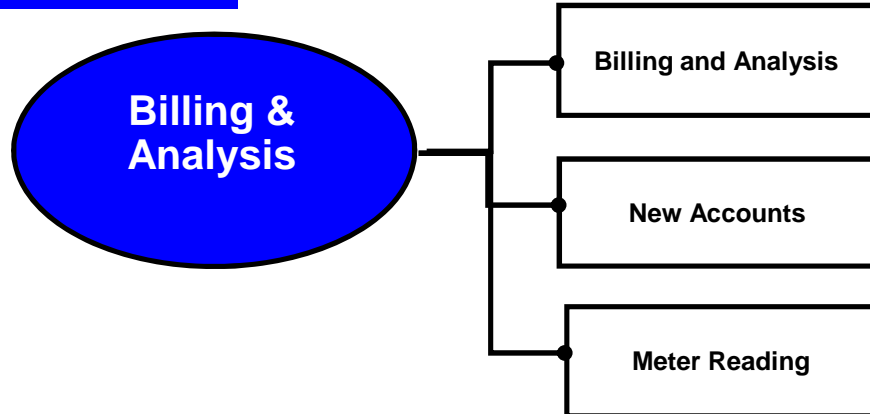 Billing &
Analysis
Billing and Analysis
New Accounts
Meter Reading